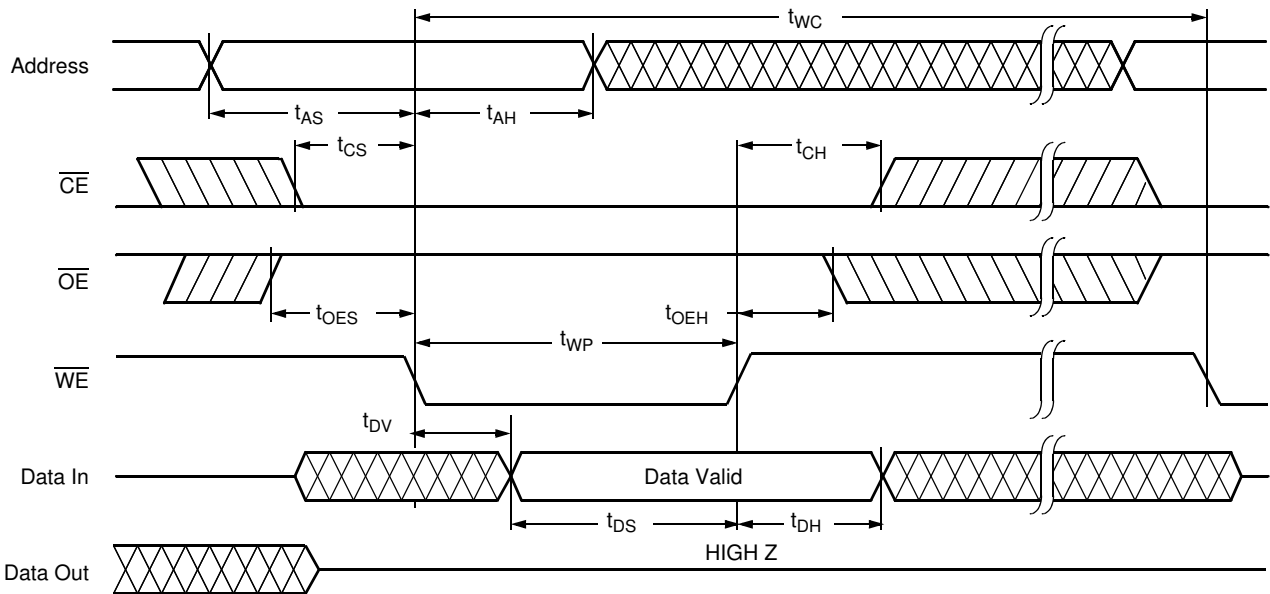 tWC
Address
tAS
tAH
tCS
tCH
CE
OE
tOES
tOEH
tWP
WE
tDV
Data In
Data Valid
tDS
tDH
HIGH Z
Data Out